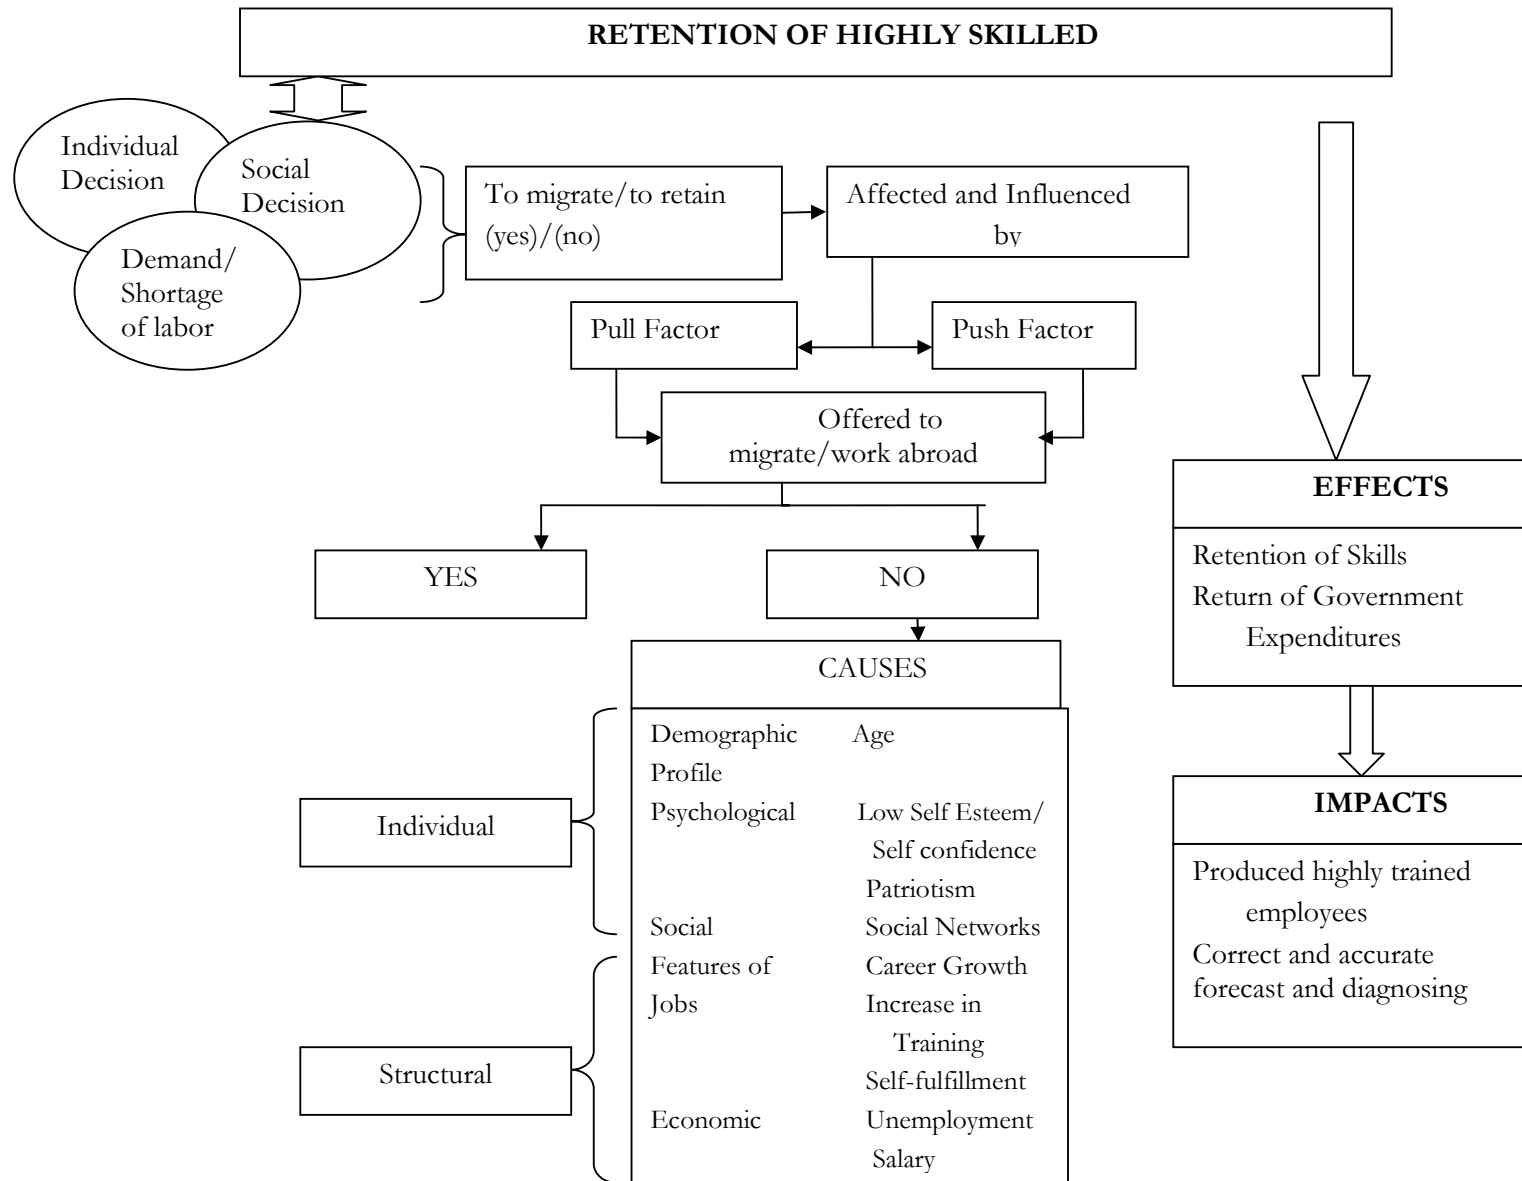 RETENTION OF HIGHLY SKILLED
Individual
Decision
Social
Decision
Demand/
Shortage
of labor
To migrate/to retain
(yes)/(no)
Affected and Influenced
by
Pull Factor
Push Factor
Offered to
migrate/work abroad
YES
NO
CAUSES
Individual
Structural
Demographic Age
Profile
Psychological Low Self Esteem/
Self confidence
Patriotism
Social Social Networks
Features of Career Growth
Jobs Increase in
Training
Self-fulfillment
Economic Unemployment
Salary
EFFECTS
Retention of Skills
Return of Government
Expenditures
IMPACTS
Produced highly trained
employees
Correct and accurate
forecast and diagnosing